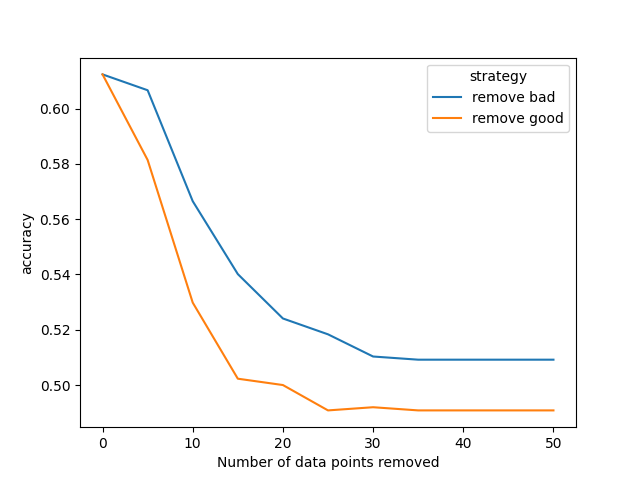 strategy
remove bad
remove good
0.60
0.58
0.56
0.54
0.52
0.50
accuracy
0 10 20 30 40 50
Number of data points removed